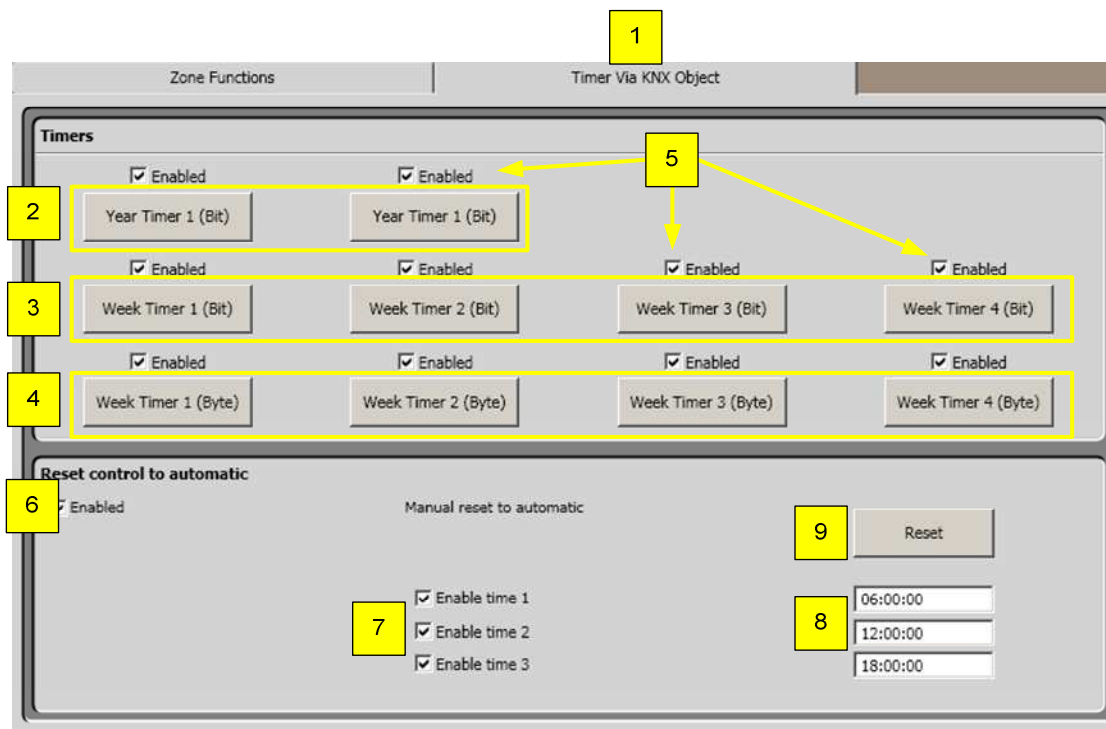 1
Zone Functions Timer Via KNX Object
Timers
5
Enabled Enabled
2 Year Timer 1 (Bit) Year Timer 1 (Bit)
Enabled Enabled Enabled Enabled
3 Week Timer 1 (Bit) Week Timer 2 (Bit) Week Timer 3 (Bit) Week Timer 4 (Bit)
Enabled Enabled Enabled Enabled
4 Week Timer 1 (Byte) Week Timer 2 (Byte) Week Timer 3 (Byte) Week Timer 4 (Byte)
Reset control to automatic
6 Enabled Manual reset to automatic
9 Reset
Enable time 1 06:00:00
7 Enable time 2 8 12:00:00
Enable time 3 18:00:00